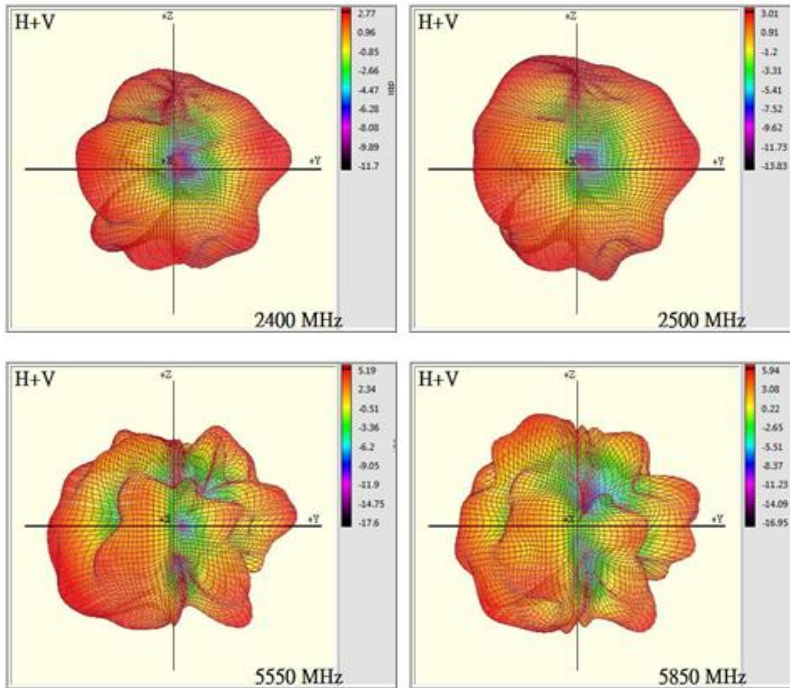 H+V
+Z
+X
+Y
2400 MHz
2.77
0.96
-0.85
-2.66
-4.47
-6.28
-8.08
-9.89
-11.7
dBi
H+V
+Z
+X
+Y
2500 MHz
3.01
0.91
-1.2
-3.31
-5.41
-7.52
-9.62
-11.73
-13.83
H+V
+Z
+X
+Y
5550 MHz
5.19
2.34
-0.51
-3.36
-6.2
-9.05
-11.9
-14.75
-17.6
H+V
+Z
+X
+Y
5850 MHz
5.94
3.08
0.22
-2.65
-5.51
-8.37
-11.23
-14.09
-16.95